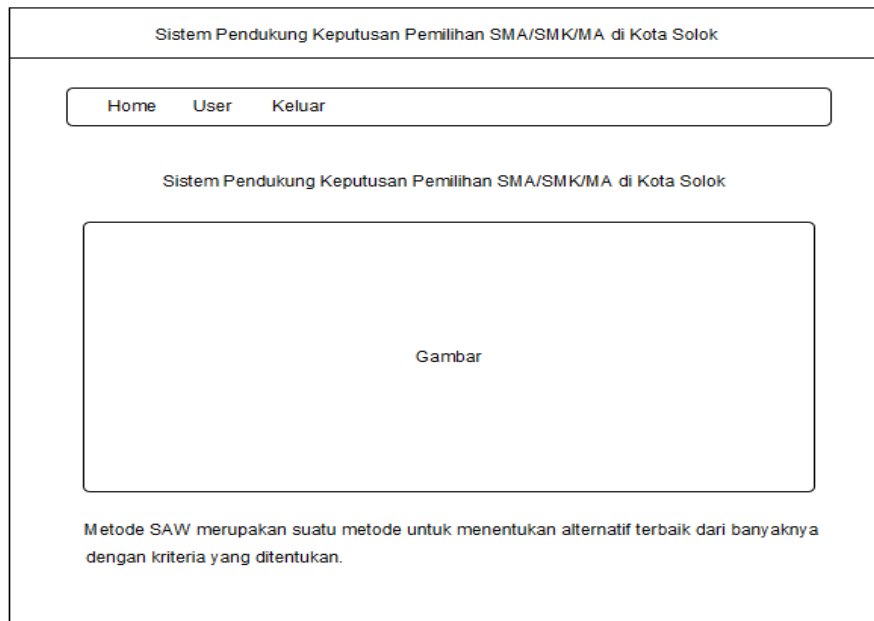 Sistem Pendukung Keputusan Pemilihan SMA/SMK/MA di Kota Solok
Home User Keluar
Sistem Pendukung Keputusan Pemilihan SMA/SMK/MA di Kota Solok
Gambar
Metode SAW merupakan suatu metode untuk menentukan alternatif terbaik dari banyaknya
dengan kriteria yang ditentukan.